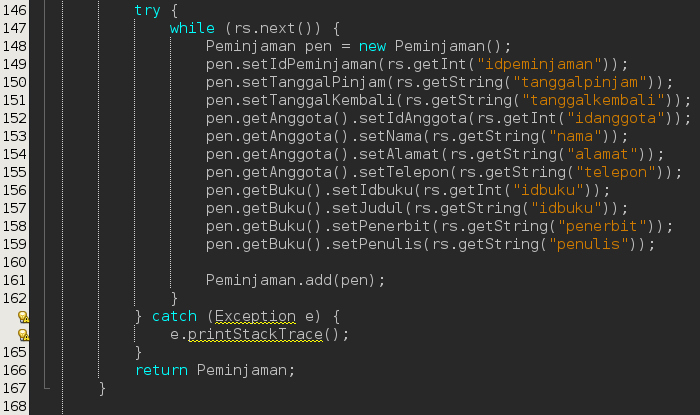 146 try {
147 while (rs.next()) {
148 Peminjaman pen = new Peminjaman();
149 pen.setIdPeminjaman(rs.getInt("idpeminjaman"));
150 pen.setTanggalPinjam(rs.getString("tanggalpinjam"));
151 pen.setTanggalKembali(rs.getString("tanggalkembali"));
152 pen.getAnggota().setIdAnggota(rs.getInt("idanggota"));
153 pen.getAnggota().setNama(rs.getString("nama"));
154 pen.getAnggota().setAlamat(rs.getString("alamat"));
155 pen.getAnggota().setTelepon(rs.getString("telepon"));
156 pen.getBuku().setIdbuku(rs.getInt("idbuku"));
157 pen.getBuku().setJudul(rs.getString("idbuku"));
158 pen.getBuku().setPenerbit(rs.getString("penerbit"));
159 pen.getBuku().setPenulis(rs.getString("penulis"));
160
161 Peminjaman.add(pen);
162 }
} catch (Exception e) {
e.printStackTrace();
165 }
166 return Peminjaman;
167 }
168